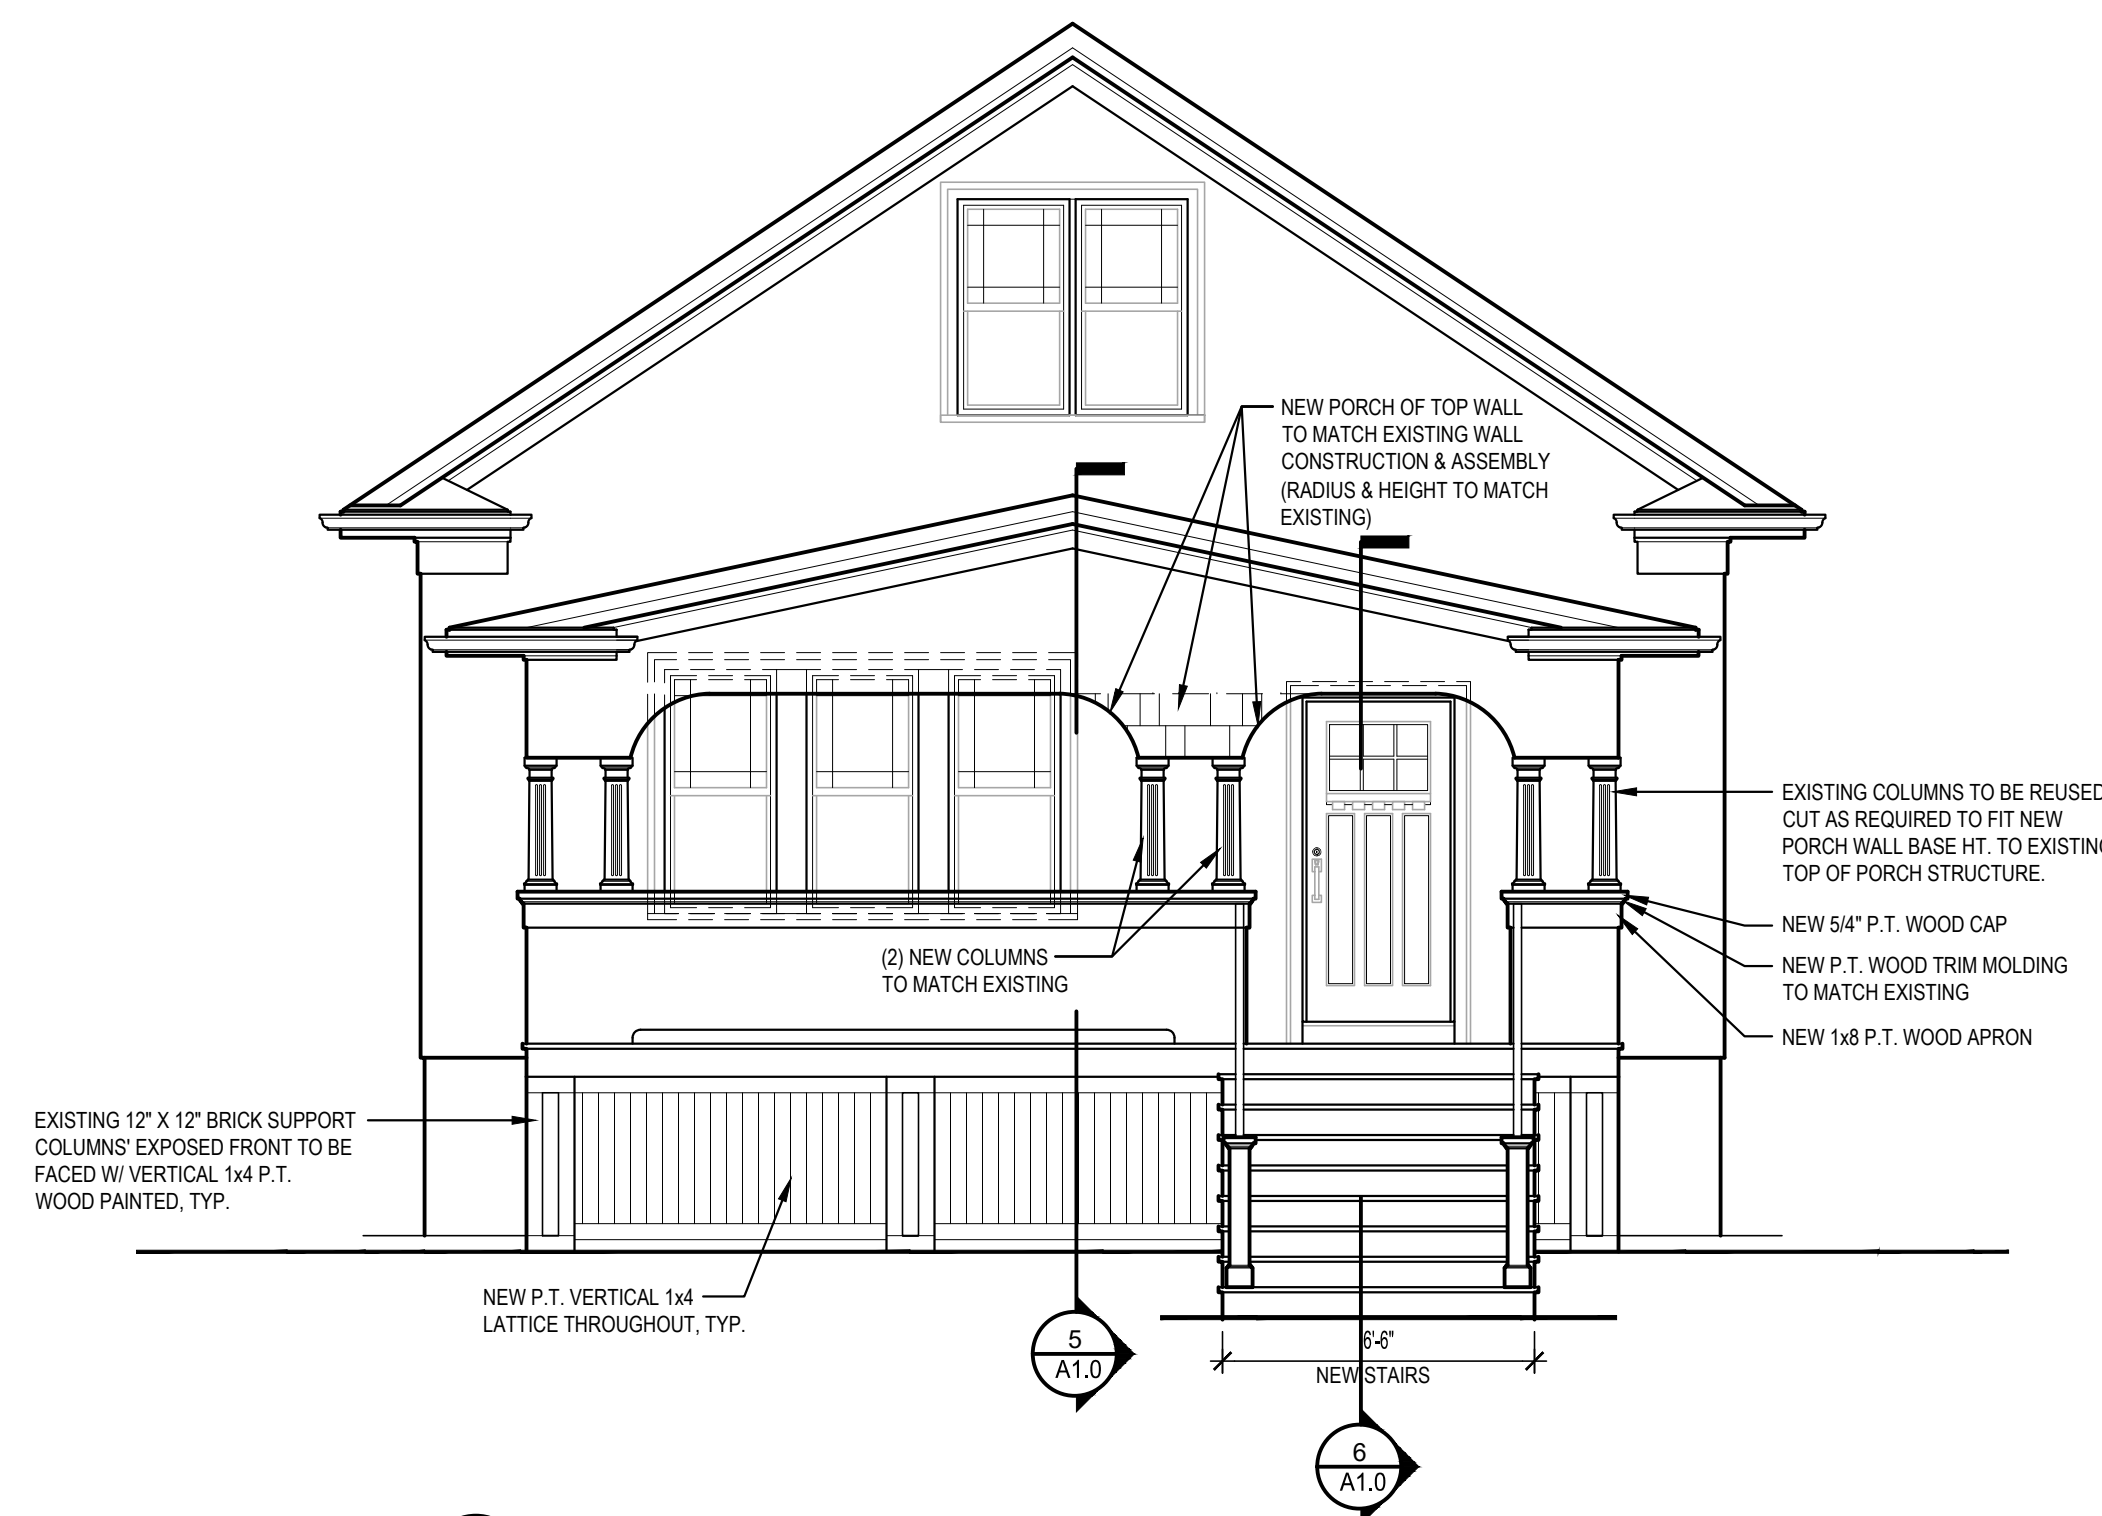 NEW PORCH OF TOP WALL
TO MATCH EXISTING WALL
CONSTRUCTION & ASSEMBLY
(RADIUS & HEIGHT TO MATCH
EXISTING)
EXISTING COLUMNS TO BE REUSED
CUT AS REQUIRED TO FIT NEW
PORCH WALL BASE HT. TO EXISTING
TOP OF PORCH STRUCTURE.
NEW 5/4" P.T. WOOD CAP
(2) NEW COLUMNS
TO MATCH EXISTING
NEW P.T. WOOD TRIM MOLDING
TO MATCH EXISTING
NEW 1x8 P.T. WOOD APRON
EXISTING 12" X 12" BRICK SUPPORT
COLUMNS' EXPOSED FRONT TO BE
FACED W/ VERTICAL 1x4 P.T.
WOOD PAINTED, TYP.
NEW P.T. VERTICAL 1x4
LATTICE THROUGHOUT, TYP.
5
A1.0
6'-6"
NEW STAIRS
6
A1.0